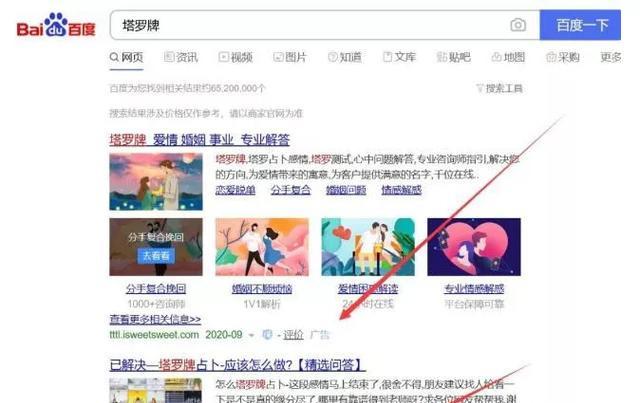 Bai百度
塔罗牌
百度一下
网页 资讯 视频 图片 知道 文库 贴吧 地图 采购 更多
百度为您找到相关结果约65,200,000个
搜索工具
搜索结果涉及价格仅作参考，请以商家官网为准
塔罗牌 爱情 婚姻 事业 专业解答
塔罗牌,塔罗占卜感情,塔罗测试,心中问题解答,专业咨询师指引,解决您
的方向,为爱情带来的寓意,为客户提供满意的名字,千位在线..
恋爱脱单 分手复合 婚姻问题 情感解惑
分手复合挽回
去看看
分手复合挽回 婚姻不顺烦恼 爱情困惑解读 专业情感解惑
1000+咨询师 1V1解析 24小时在线 平台保障可靠
查看更多相关信息>>
tttl.isweetsweet.com 2020-09 - 评价 广告
已解决—塔罗牌占卜-应该怎么做?【精选问答】
怎么塔罗牌占卜-这段感情马上结束了,很舍不得,朋友建议找人给看一
下是不是真的缘分尽了,哪里有靠谱得到老师呀?求各位网友帮帮我,谢